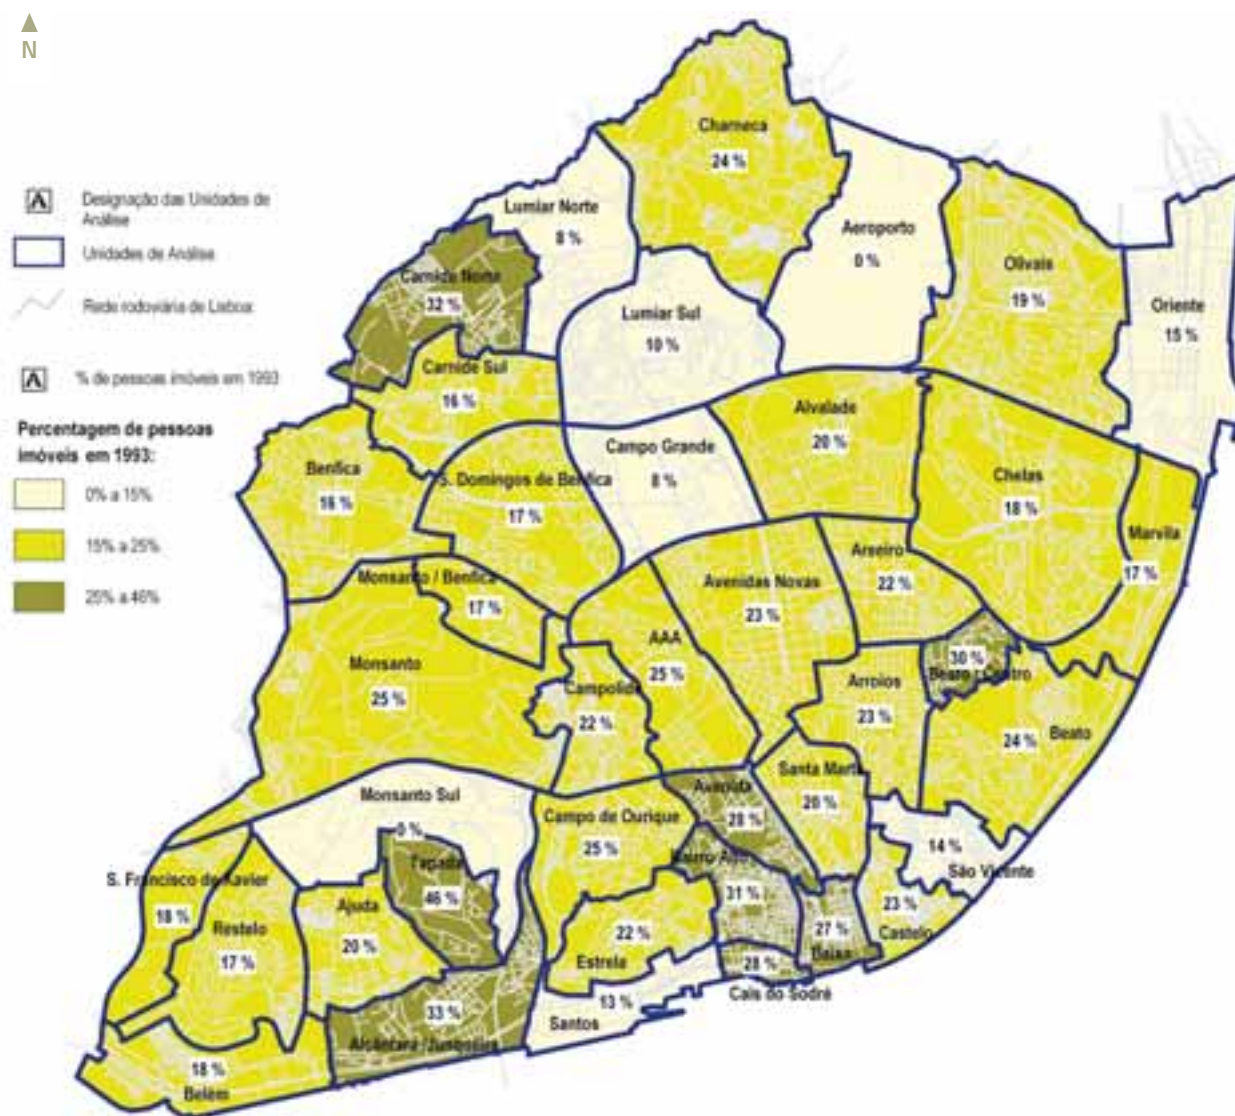 N
Designação das Unidades de
Análise
Unidades de Análise
Rede rodoviária de Lisboa
% de pessoas imóveis em 1993
Percentagem de pessoas
imóveis em 1993:
0% a 15%
15% a 25%
25% a 46%
Charneca
24 %
Lumiar Norte
8 %
Aeroporto
0 %
Olivais
19 %
Oriente
15 %
Carnide Norte
32 %
Lumiar Sul
10 %
Carnide Sul
16 %
Alvalade
20 %
Campo Grande
8 %
Benfica
16 %
S. Domingos de Benfica
17 %
Chelas
18 %
Marvila
17 %
Areeiro
22 %
Monsanto / Benfica
17 %
Avenidas Novas
23 %
AAA
25 %
Monsanto
25 %
Campolide
22 %
30 %
Beato / Centro
Arroios
23 %
24 %
Beato
Santa Marta
20 %
Avenida
28 %
Monsanto Sul
0 %
Campo de Ourique
25 %
14 %
São Vicente
Bairro Alto
31 %
Tapada
46 %
S. Francisco de Xavier
18 %
Ajuda
20 %
Restelo
17 %
23 %
Castelo
22 %
Estrela
27 %
Baixa
28 %
Cais do Sodré
13 %
Santos
33 %
Alcântara /Junqueira
18 %
Belém